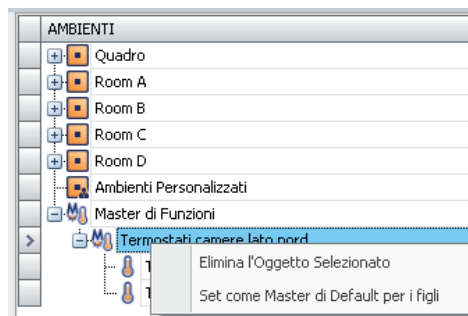 AMBIENTI
Quadro
Room A
Room B
Room C
Room D
Ambienti Personalizzati
Master di Funzioni
Termostati camere lato nord
Elimina l'Oggetto Selezionato
Set come Master di Default per i figli